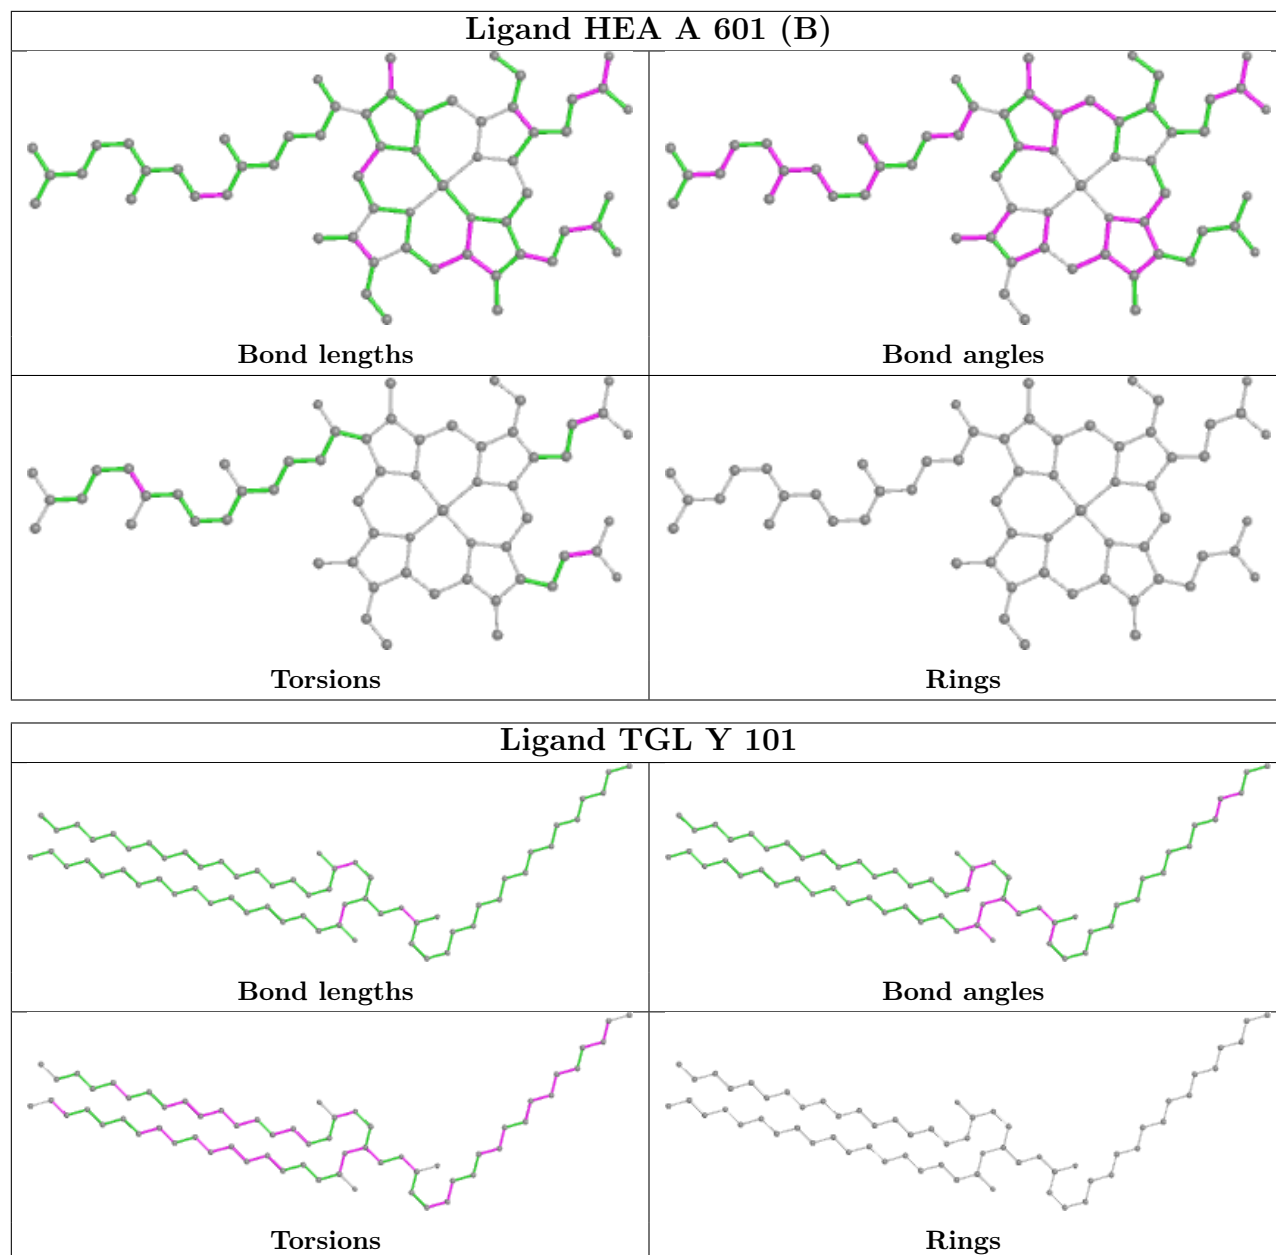 Ligand HEA A 601 (B)
Bond lengths
Bond angles
Torsions
Rings
Ligand TGL Y 101
Bond lengths
Bond angles
Torsions
Rings